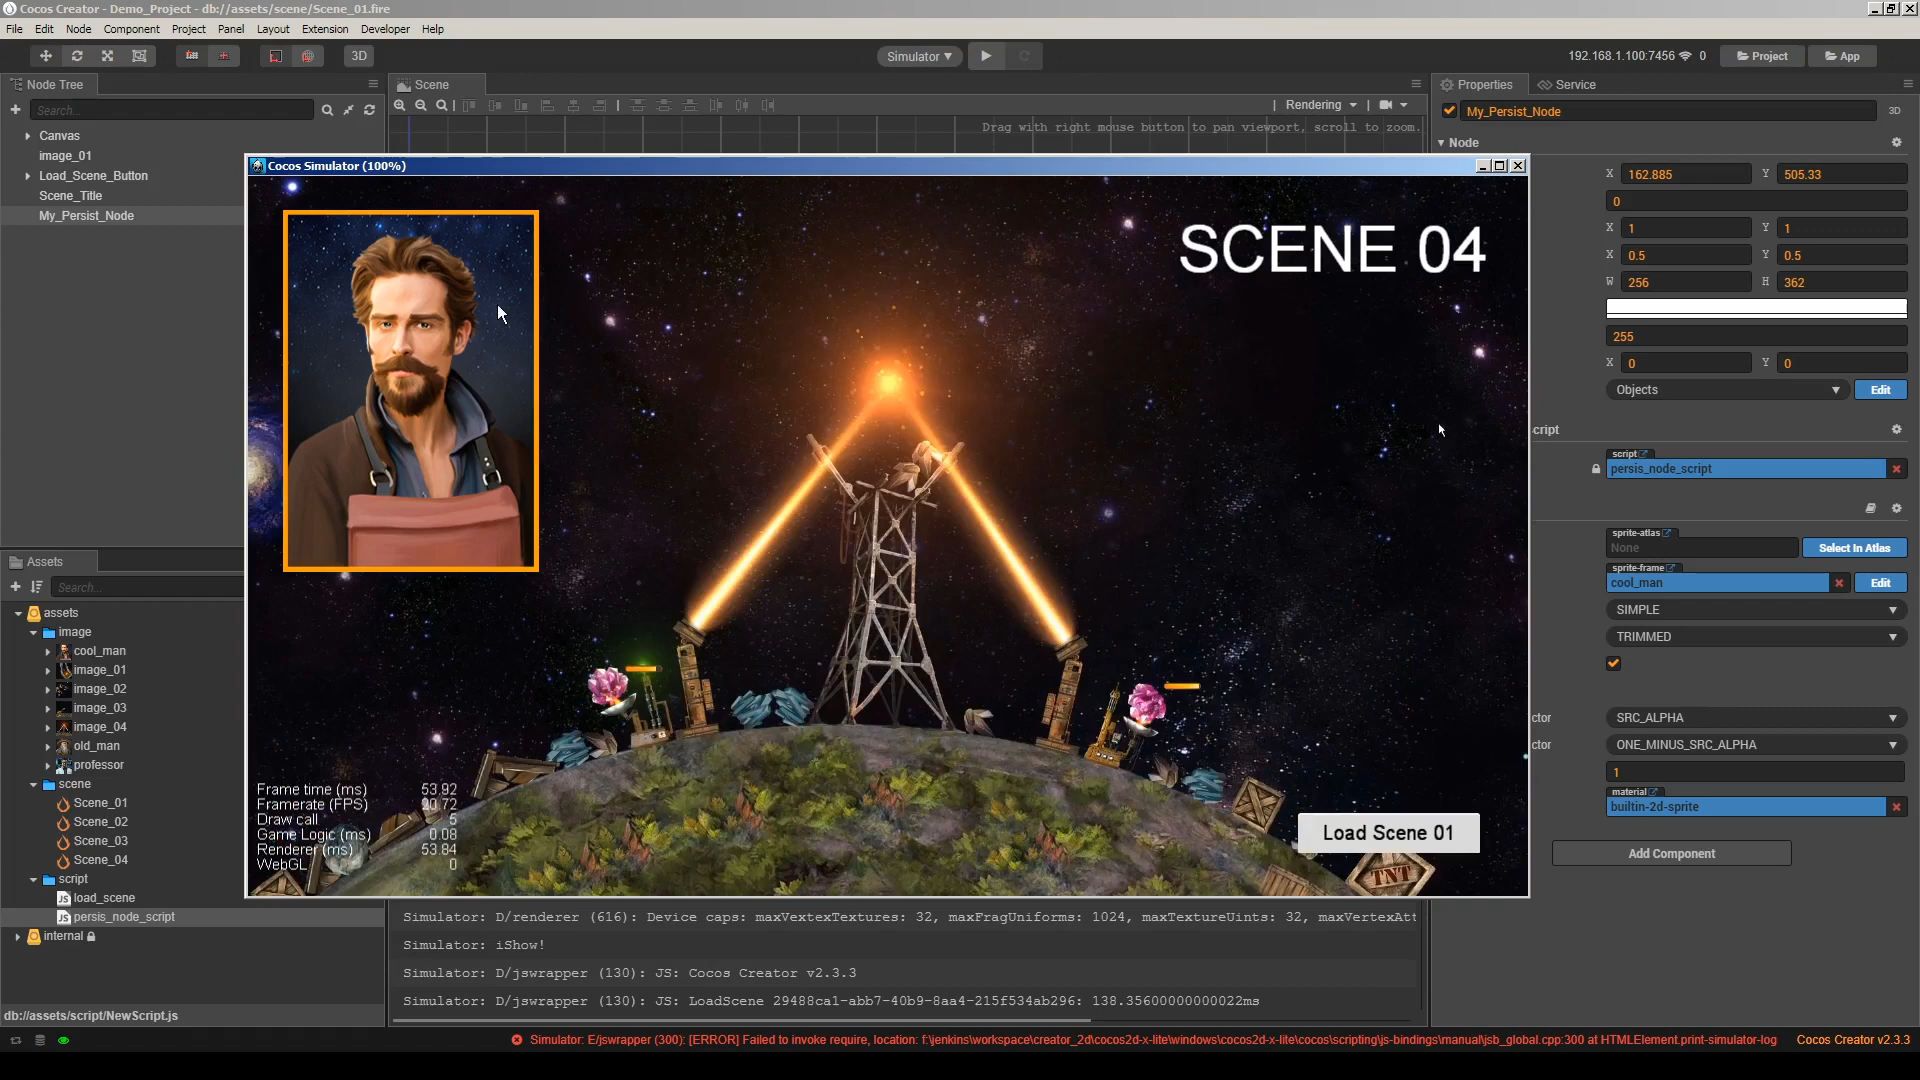 Cocos Creator - Demo_Project - db://assets/scene/Scene_01.fire
File Edit Node Component Project Panel Layout Extension Developer Help
3D
Simulator
192.168.1.100:7456 0
Project
App
Node Tree
Search...
Canvas
image_01
Load_Scene_Button
Scene_Title
My_Persist_Node
Scene
Rendering
Drag with right mouse button to pan viewport, scroll to zoom.
Cocos Simulator (100%)
SCENE 04
Frame time (ms) 53.92
Framerate (FPS) 20.72
Draw call 5
Game Logic (ms) 0.08
Renderer (ms) 53.84
WebGL 0
Load Scene 01
TNT
Properties
Service
My_Persist_Node
3D
Node
X 162.885 Y 505.33
0
X 1 Y 1
X 0.5 Y 0.5
W 256 H 362
255
X 0 Y 0
Objects
Edit
cript
script
persis_node_script
sprite-atlas
None
Select In Atlas
sprite-frame
cool_man
Edit
SIMPLE
TRIMMED
ctor SRC_ALPHA
ctor ONE_MINUS_SRC_ALPHA
1
material
builtin-2d-sprite
Add Component
Assets
Search...
assets
image
cool_man
image_01
image_02
image_03
image_04
old_man
professor
scene
Scene_01
Scene_02
Scene_03
Scene_04
script
JS load_scene
JS persis_node_script
internal
db://assets/script/NewScript.js
Simulator: D/renderer (616): Device caps: maxVextexTextures: 32, maxFragUniforms: 1024, maxTextureUints: 32, maxVertexAtt
Simulator: iShow!
Simulator: D/jswrapper (130): JS: Cocos Creator v2.3.3
Simulator: D/jswrapper (130): JS: LoadScene 29488ca1-abb7-40b9-8aa4-215f534ab296: 138.35600000000022ms
Simulator: E/jswrapper (300): [ERROR] Failed to invoke require, location: f:\jenkins\workspace\creator_2d\cocos2d-x-lite\windows\cocos2d-x-lite\cocos\scripting\js-bindings\manual\jsb_global.cpp:300 at HTMLElement.print-simulator-log
Cocos Creator v2.3.3